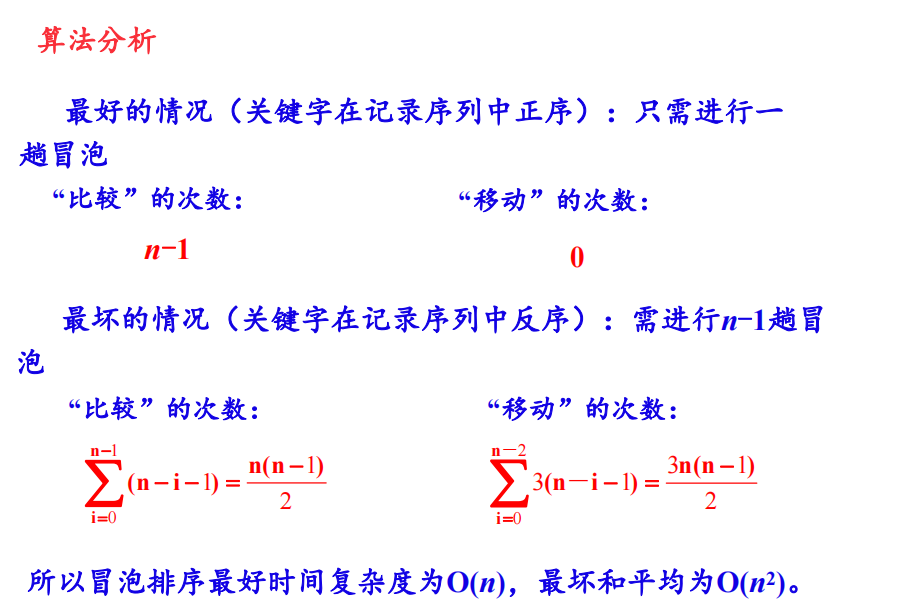 算法分析
最好的情况（关键字在记录序列中正序）：只需进行一
趟冒泡
“比较”的次数： “移动”的次数：
n−1 0
最坏的情况（关键字在记录序列中反序）：需进行n−1趟冒
泡
“比较”的次数： “移动”的次数：
∑_{i=0}^{n−1} (n−i−1) = n(n−1)/2 ∑_{i=0}^{n−2} 3(n−i−1) = 3n(n−1)/2
所以冒泡排序最好时间复杂度为O(n)，最坏和平均为O(n²)。